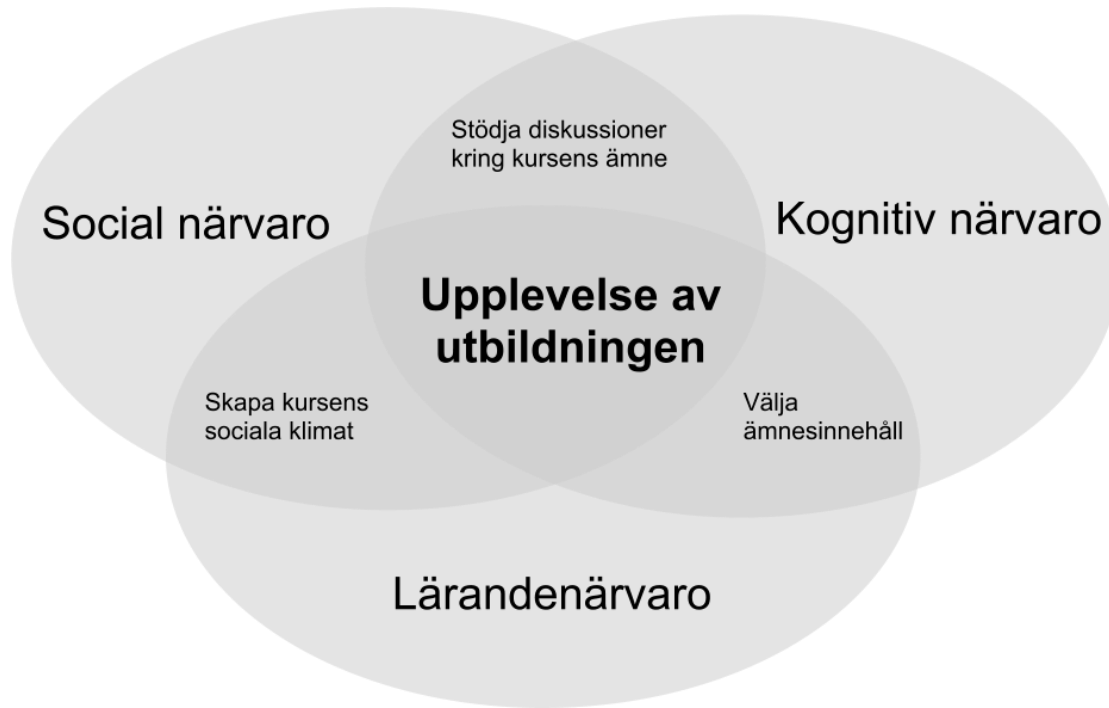 Stödja diskussioner
kring kursens ämne
Social närvaro
Kognitiv närvaro
Upplevelse av
utbildningen
Skapa kursens
sociala klimat
Välja
ämnesinnehåll
Lärandenärvaro